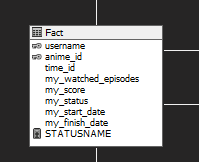 Fact
username
anime_id
time_id
my_watched_episodes
my_score
my_status
my_start_date
my_finish_date
STATUSNAME